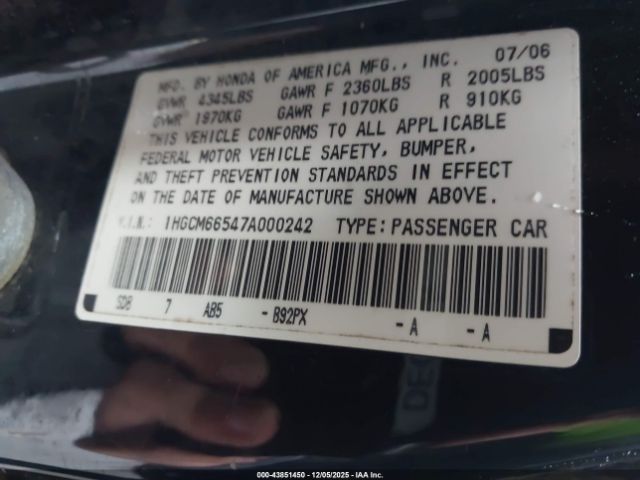 MFD. BY HONDA OF AMERICA MFG., INC. 07/06
GVWR 4345LBS GAWR F 2360LBS R 2005LBS
GVWR 1970KG GAWR F 1070KG R 910KG
THIS VEHICLE CONFORMS TO ALL APPLICABLE
FEDERAL MOTOR VEHICLE SAFETY, BUMPER,
AND THEFT PREVENTION STANDARDS IN EFFECT
ON THE DATE OF MANUFACTURE SHOWN ABOVE.
V.I.N.: 1HGCM66547A000242 TYPE: PASSENGER CAR
SDB 7 AB5 - B92PX - A - A
000-43851450 - 12/05/2025 - IAA Inc.